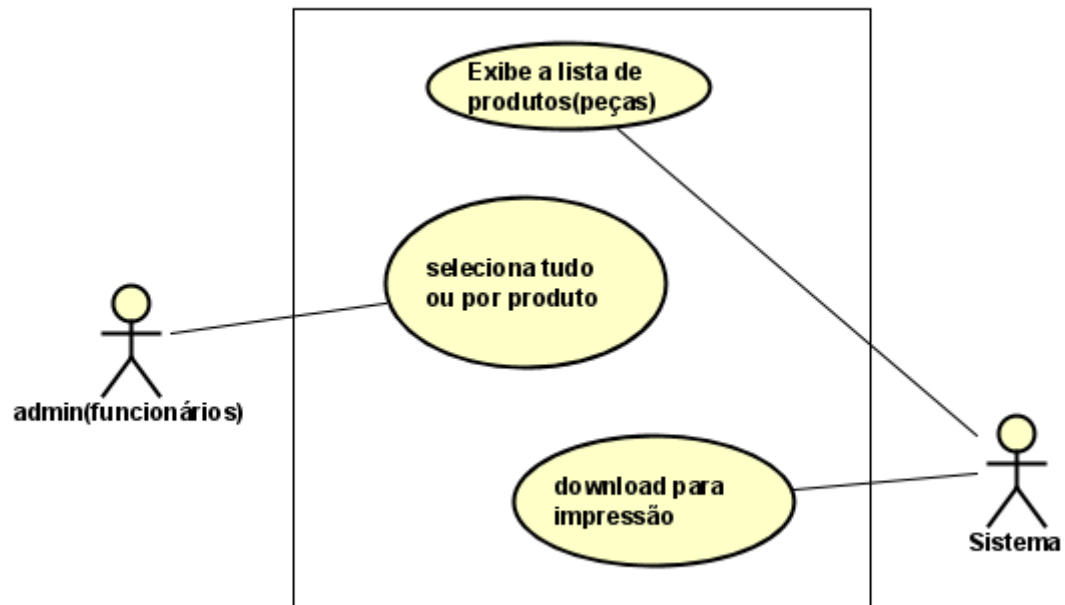 Exibe a lista de
produtos(peças)
seleciona tudo
ou por produto
admin(funcionários)
download para
impressão
Sistema